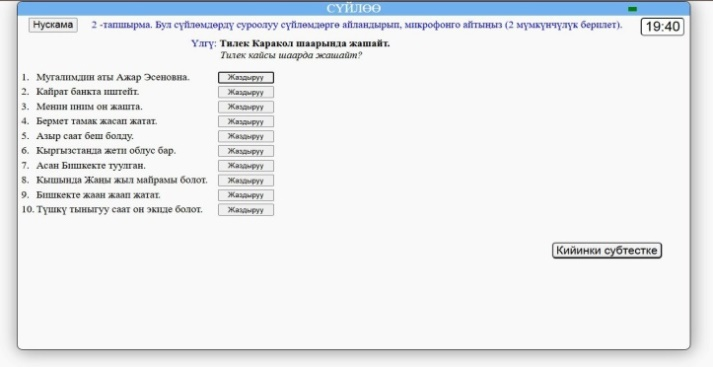 СҮЙЛӨӨ
Нускама 2 -тапшырма. Бул сүйлөмдөрдү суроолуу сүйлөмдөргө айландырып, микрофонго айтыңыз (2 мүмкүнчүлүк берилет). 19:40
Үлгү: Тилек Каракол шаарында жашайт.
Тилек кайсы шаарда жашайт?
1. Мугалимдин аты Ажар Эсеновна. Жаздыруу
2. Кайрат банкта иштейт. Жаздыруу
3. Менин иним он жашта. Жаздыруу
4. Бермет тамак жасап жатат. Жаздыруу
5. Азыр саат беш болду. Жаздыруу
6. Кыргызстанда жети облус бар. Жаздыруу
7. Асан Бишкекте туулган. Жаздыруу
8. Кышында Жаңы жыл майрамы болот. Жаздыруу
9. Бишкекте жаан жаап жатат. Жаздыруу
10. Түшкү тыныгуу саат он экиде болот. Жаздыруу
Кийинки субтестке